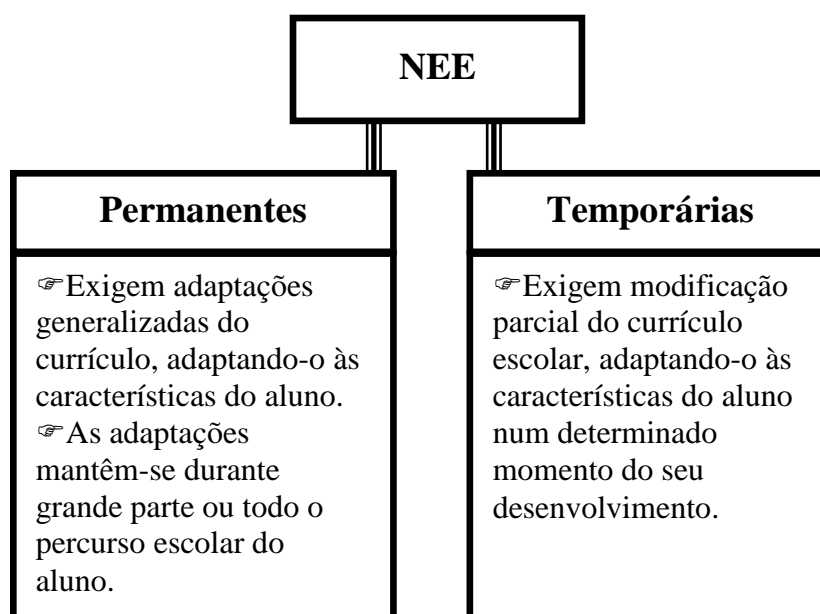 NEE
Permanentes
☞Exigem adaptações
generalizadas do
currículo, adaptando-o às
características do aluno.
☞As adaptações
mantêm-se durante
grande parte ou todo o
percurso escolar do
aluno.
Temporárias
☞Exigem modificação
parcial do currículo
escolar, adaptando-o às
características do aluno
num determinado
momento do seu
desenvolvimento.